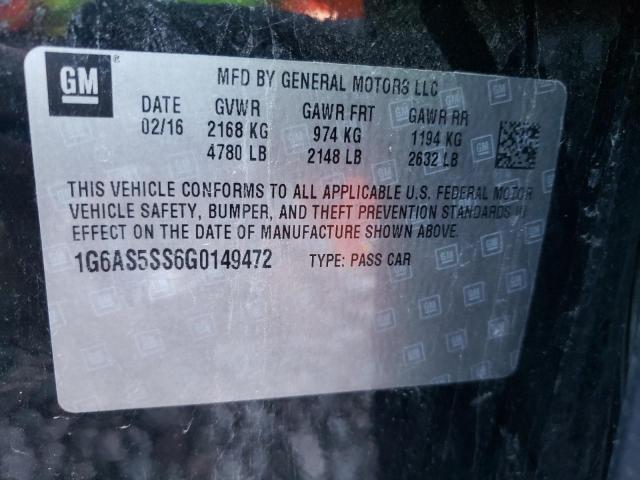 GM
MFD BY GENERAL MOTORS LLC
DATE GVWR GAWR FRT GAWR RR
02/16 2168 KG 974 KG 1194 KG
4780 LB 2148 LB 2632 LB
THIS VEHICLE CONFORMS TO ALL APPLICABLE U.S. FEDERAL MOTOR
VEHICLE SAFETY, BUMPER, AND THEFT PREVENTION STANDARDS IN
EFFECT ON THE DATE OF MANUFACTURE SHOWN ABOVE.
1G6AS5SS6G0149472 TYPE: PASS CAR